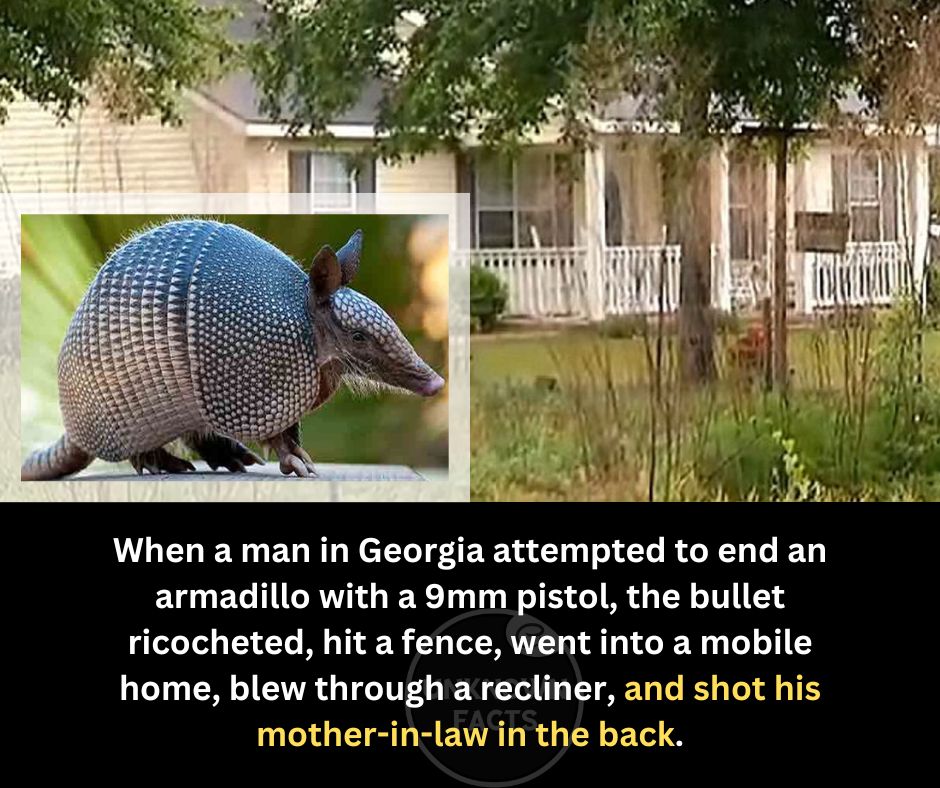 When a man in Georgia attempted to end an
armadillo with a 9mm pistol, the bullet
ricocheted, hit a fence, went into a mobile
home, blew through a recliner, and shot his
mother-in-law in the back.
FACTS